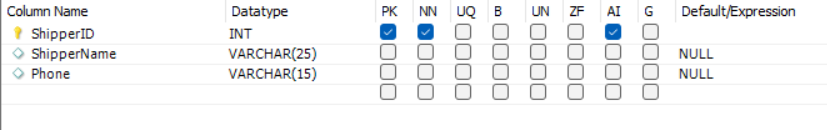 Column Name Datatype PK NN UQ B UN ZF AI G Default/Expression
ShipperID INT
ShipperName VARCHAR(25) NULL
Phone VARCHAR(15) NULL